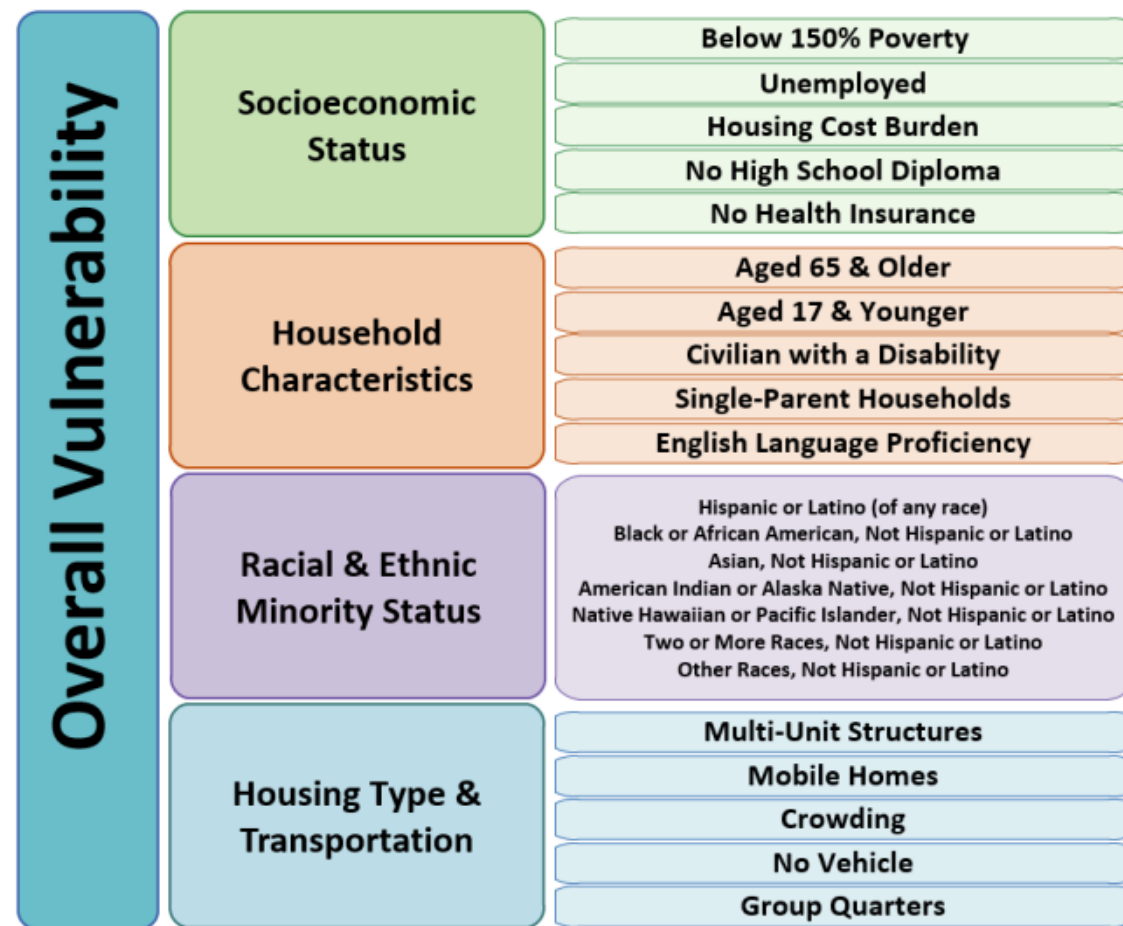 Overall Vulnerability
Socioeconomic
Status
Below 150% Poverty
Unemployed
Housing Cost Burden
No High School Diploma
No Health Insurance
Household
Characteristics
Aged 65 & Older
Aged 17 & Younger
Civilian with a Disability
Single-Parent Households
English Language Proficiency
Racial & Ethnic
Minority Status
Hispanic or Latino (of any race)
Black or African American, Not Hispanic or Latino
Asian, Not Hispanic or Latino
American Indian or Alaska Native, Not Hispanic or Latino
Native Hawaiian or Pacific Islander, Not Hispanic or Latino
Two or More Races, Not Hispanic or Latino
Other Races, Not Hispanic or Latino
Housing Type &
Transportation
Multi-Unit Structures
Mobile Homes
Crowding
No Vehicle
Group Quarters